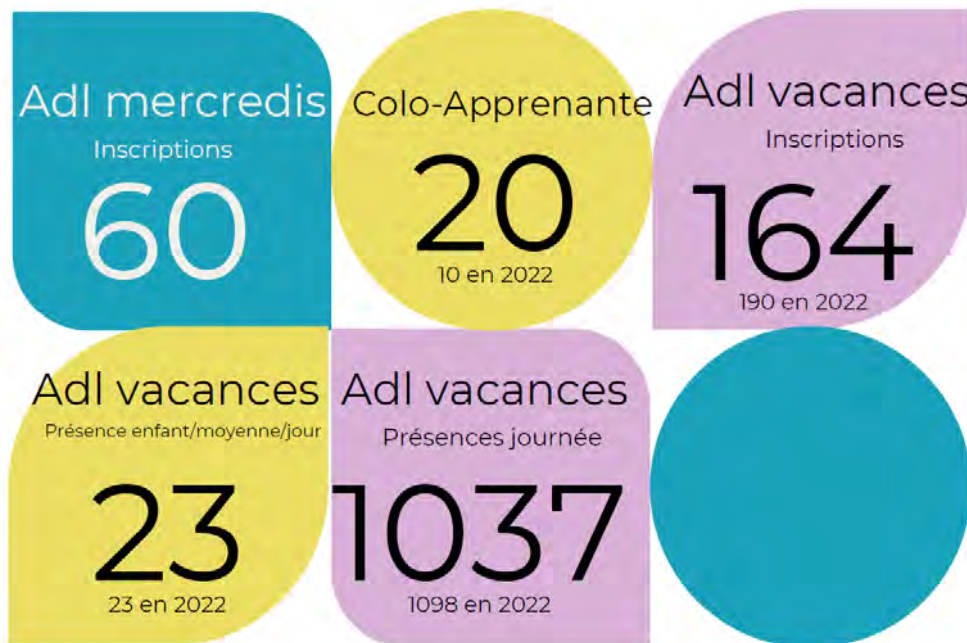 Adl mercredis
Inscriptions
60
Colo-Apprenante
20
10 en 2022
Adl vacances
Inscriptions
164
190 en 2022
Adl vacances
Présence enfant/moyenne/jour
23
23 en 2022
Adl vacances
Présences journée
1037
1098 en 2022